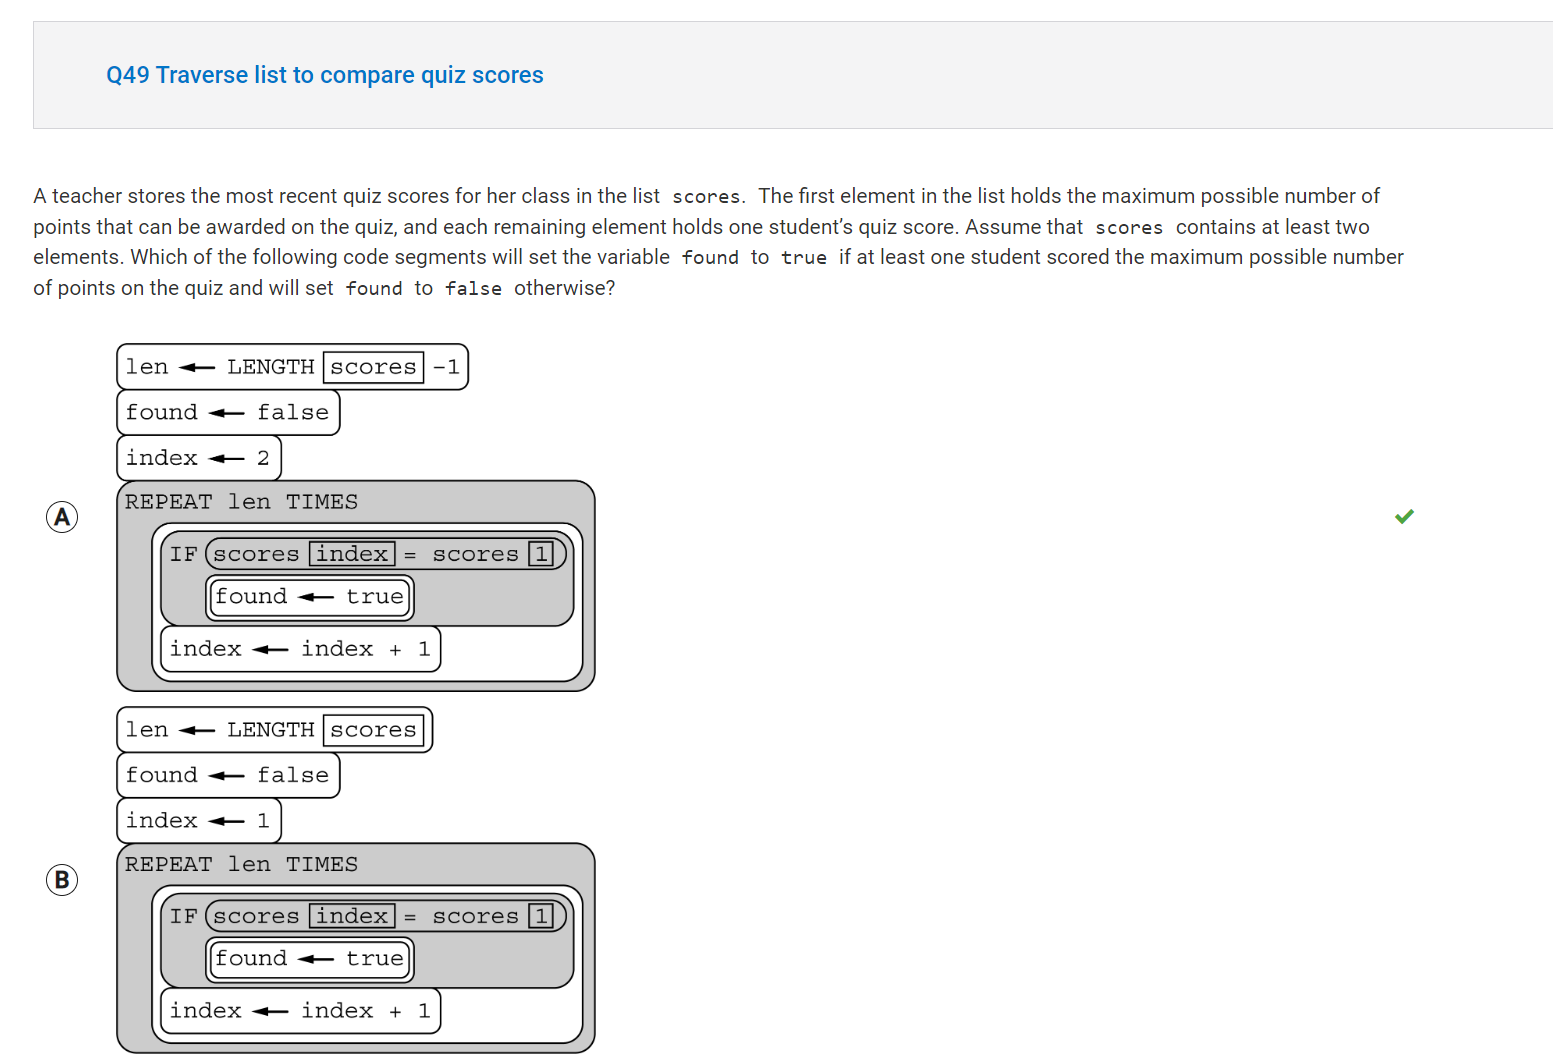 Q49 Traverse list to compare quiz scores
A teacher stores the most recent quiz scores for her class in the list scores. The first element in the list holds the maximum possible number of
points that can be awarded on the quiz, and each remaining element holds one student’s quiz score. Assume that scores contains at least two
elements. Which of the following code segments will set the variable found to true if at least one student scored the maximum possible number
of points on the quiz and will set found to false otherwise?
A
len ← LENGTH scores -1
found ← false
index ← 2
REPEAT len TIMES
IF scores index = scores 1
found ← true
index ← index + 1
B
len ← LENGTH scores
found ← false
index ← 1
REPEAT len TIMES
IF scores index = scores 1
found ← true
index ← index + 1